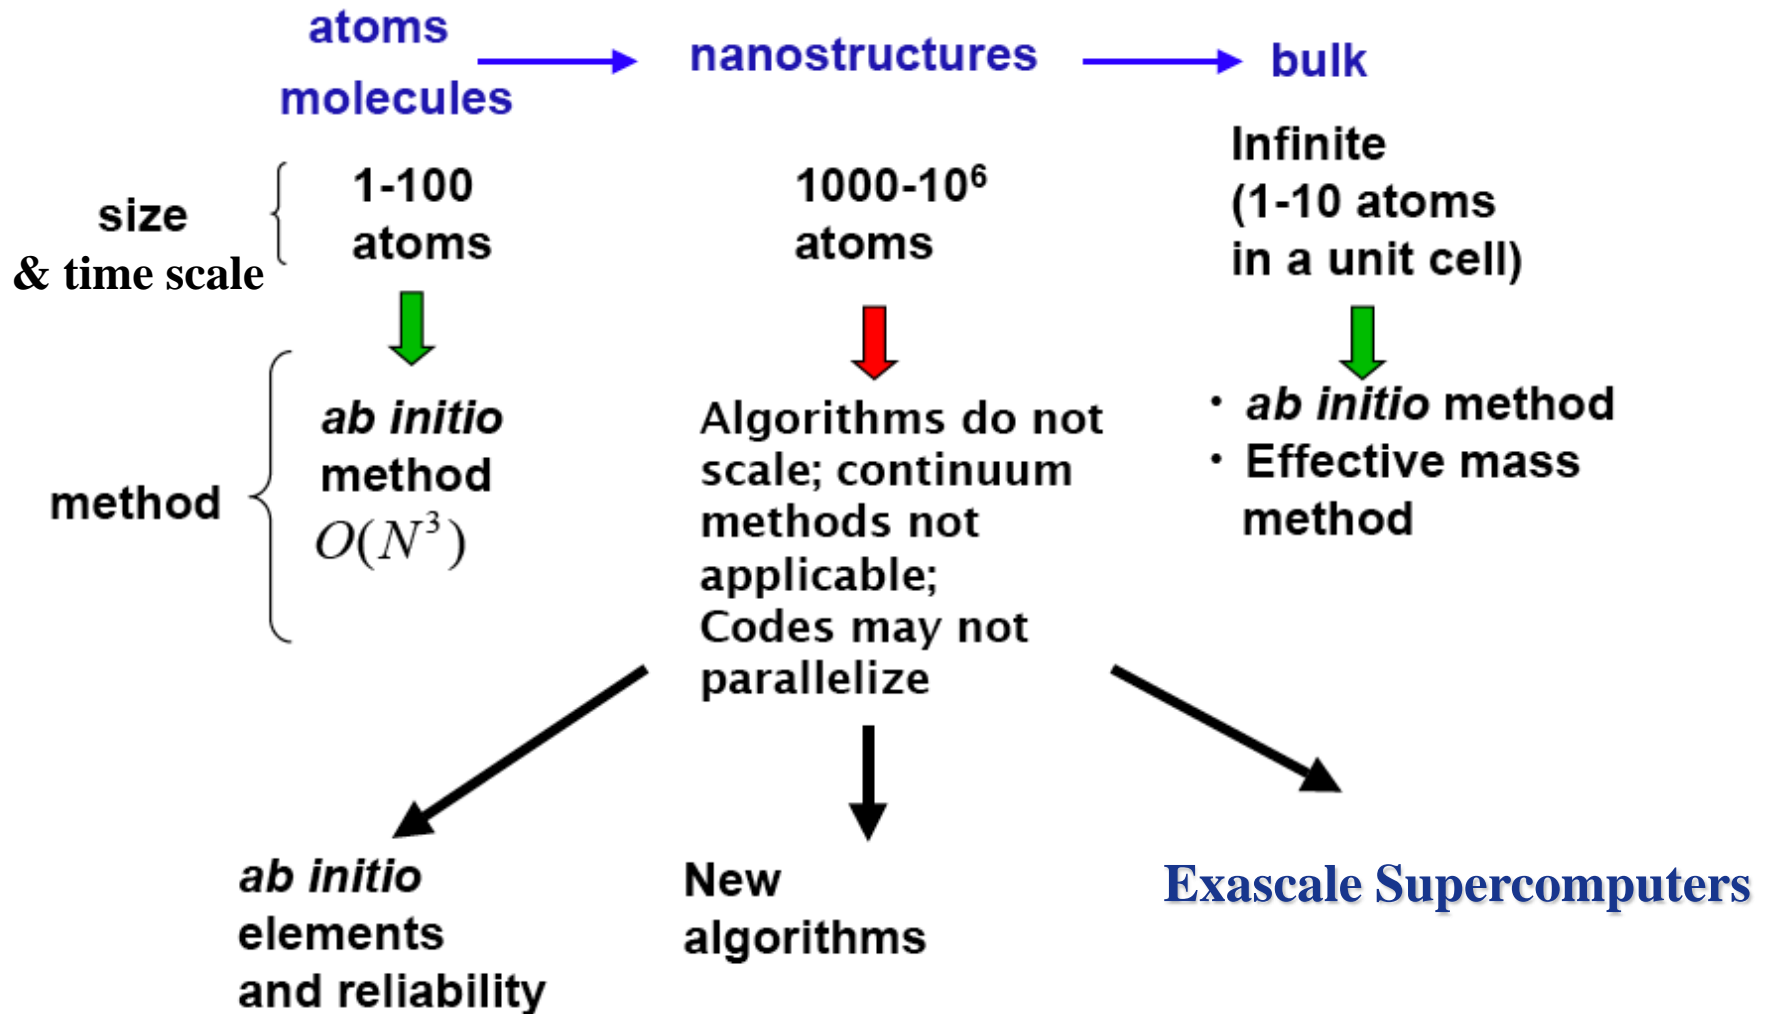 atoms
molecules
nanostructures
bulk
size
& time scale
1-100
atoms
1000-10⁶
atoms
Infinite
(1-10 atoms
in a unit cell)
method
ab initio
method
O(N³)
Algorithms do not
scale; continuum
methods not
applicable;
Codes may not
parallelize
· ab initio method
· Effective mass
method
ab initio
elements
and reliability
New
algorithms
Exascale Supercomputers